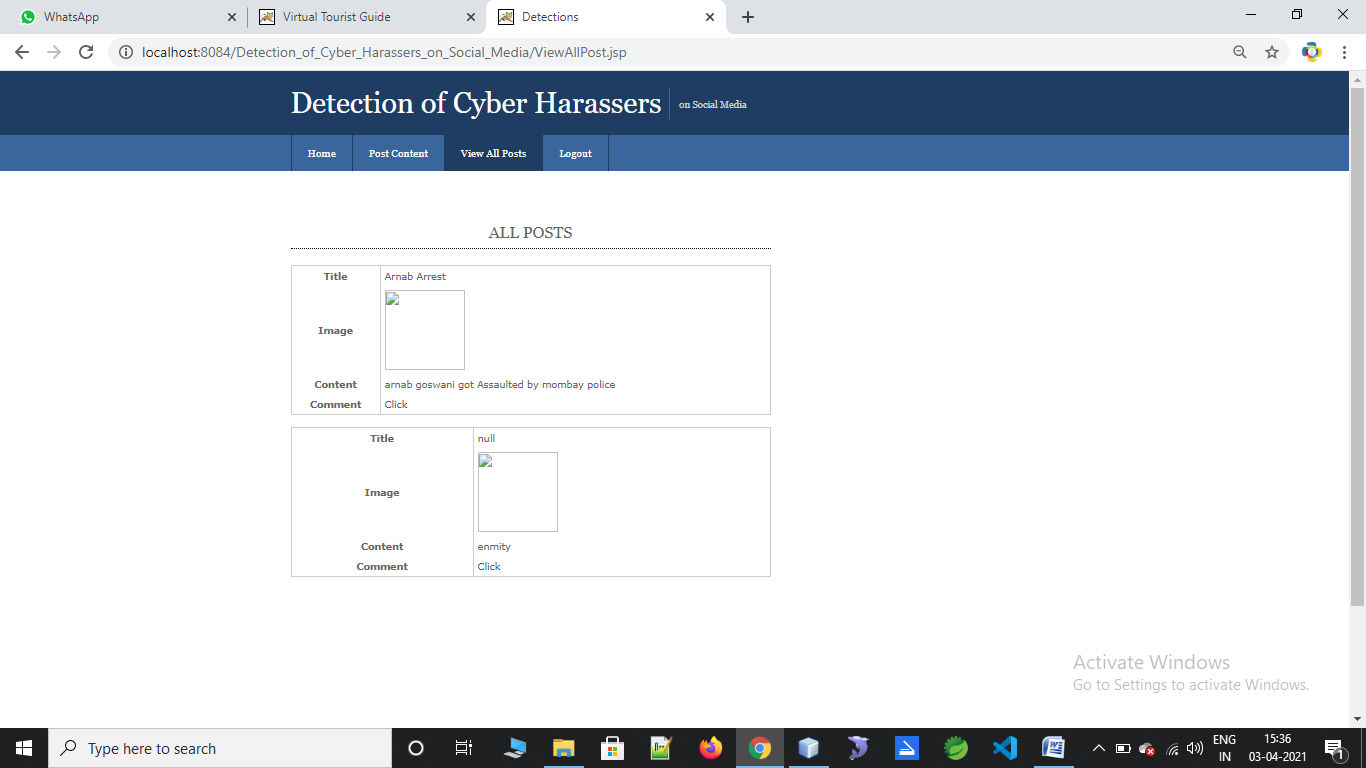 WhatsApp
Virtual Tourist Guide
Detections
localhost:8084/Detection_of_Cyber_Harassers_on_Social_Media/ViewAllPost.jsp
Detection of Cyber Harassers on Social Media
Home Post Content View All Posts Logout
ALL POSTS
Title Arnab Arrest
Image
Content arnab goswani got Assaulted by mombay police
Comment Click
Title null
Image
Content enmity
Comment Click
Activate Windows
Go to Settings to activate Windows.
Type here to search
ENG
IN
15:36
03-04-2021
1